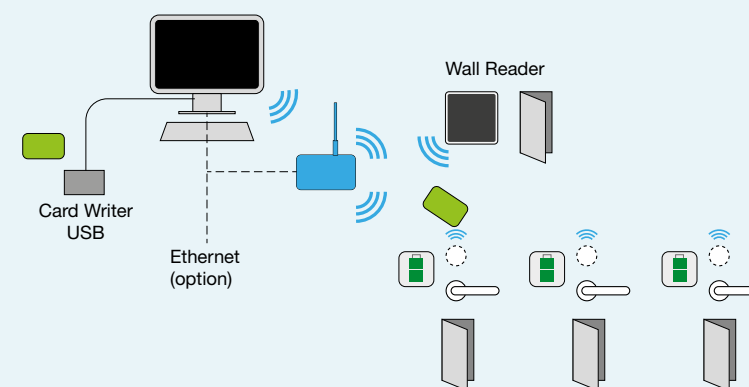 Wall Reader
Card Writer
USB
Ethernet
(option)